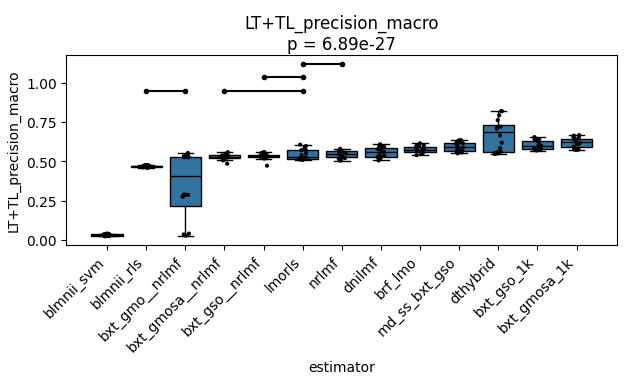 LT+TL_precision_macro
p = 6.89e-27
LT+TL_precision_macro
1.00
0.75
0.50
0.25
0.00
blmnii_svm
blmnii_rls
bxt_gmo__nrlmf
bxt_gmosa__nrlmf
bxt_gso__nrlmf
lmorls
nrlmf
dnilmf
brf_lmo
md_ss_bxt_gso
dthybrid
bxt_gso_1k
bxt_gmosa_1k
estimator